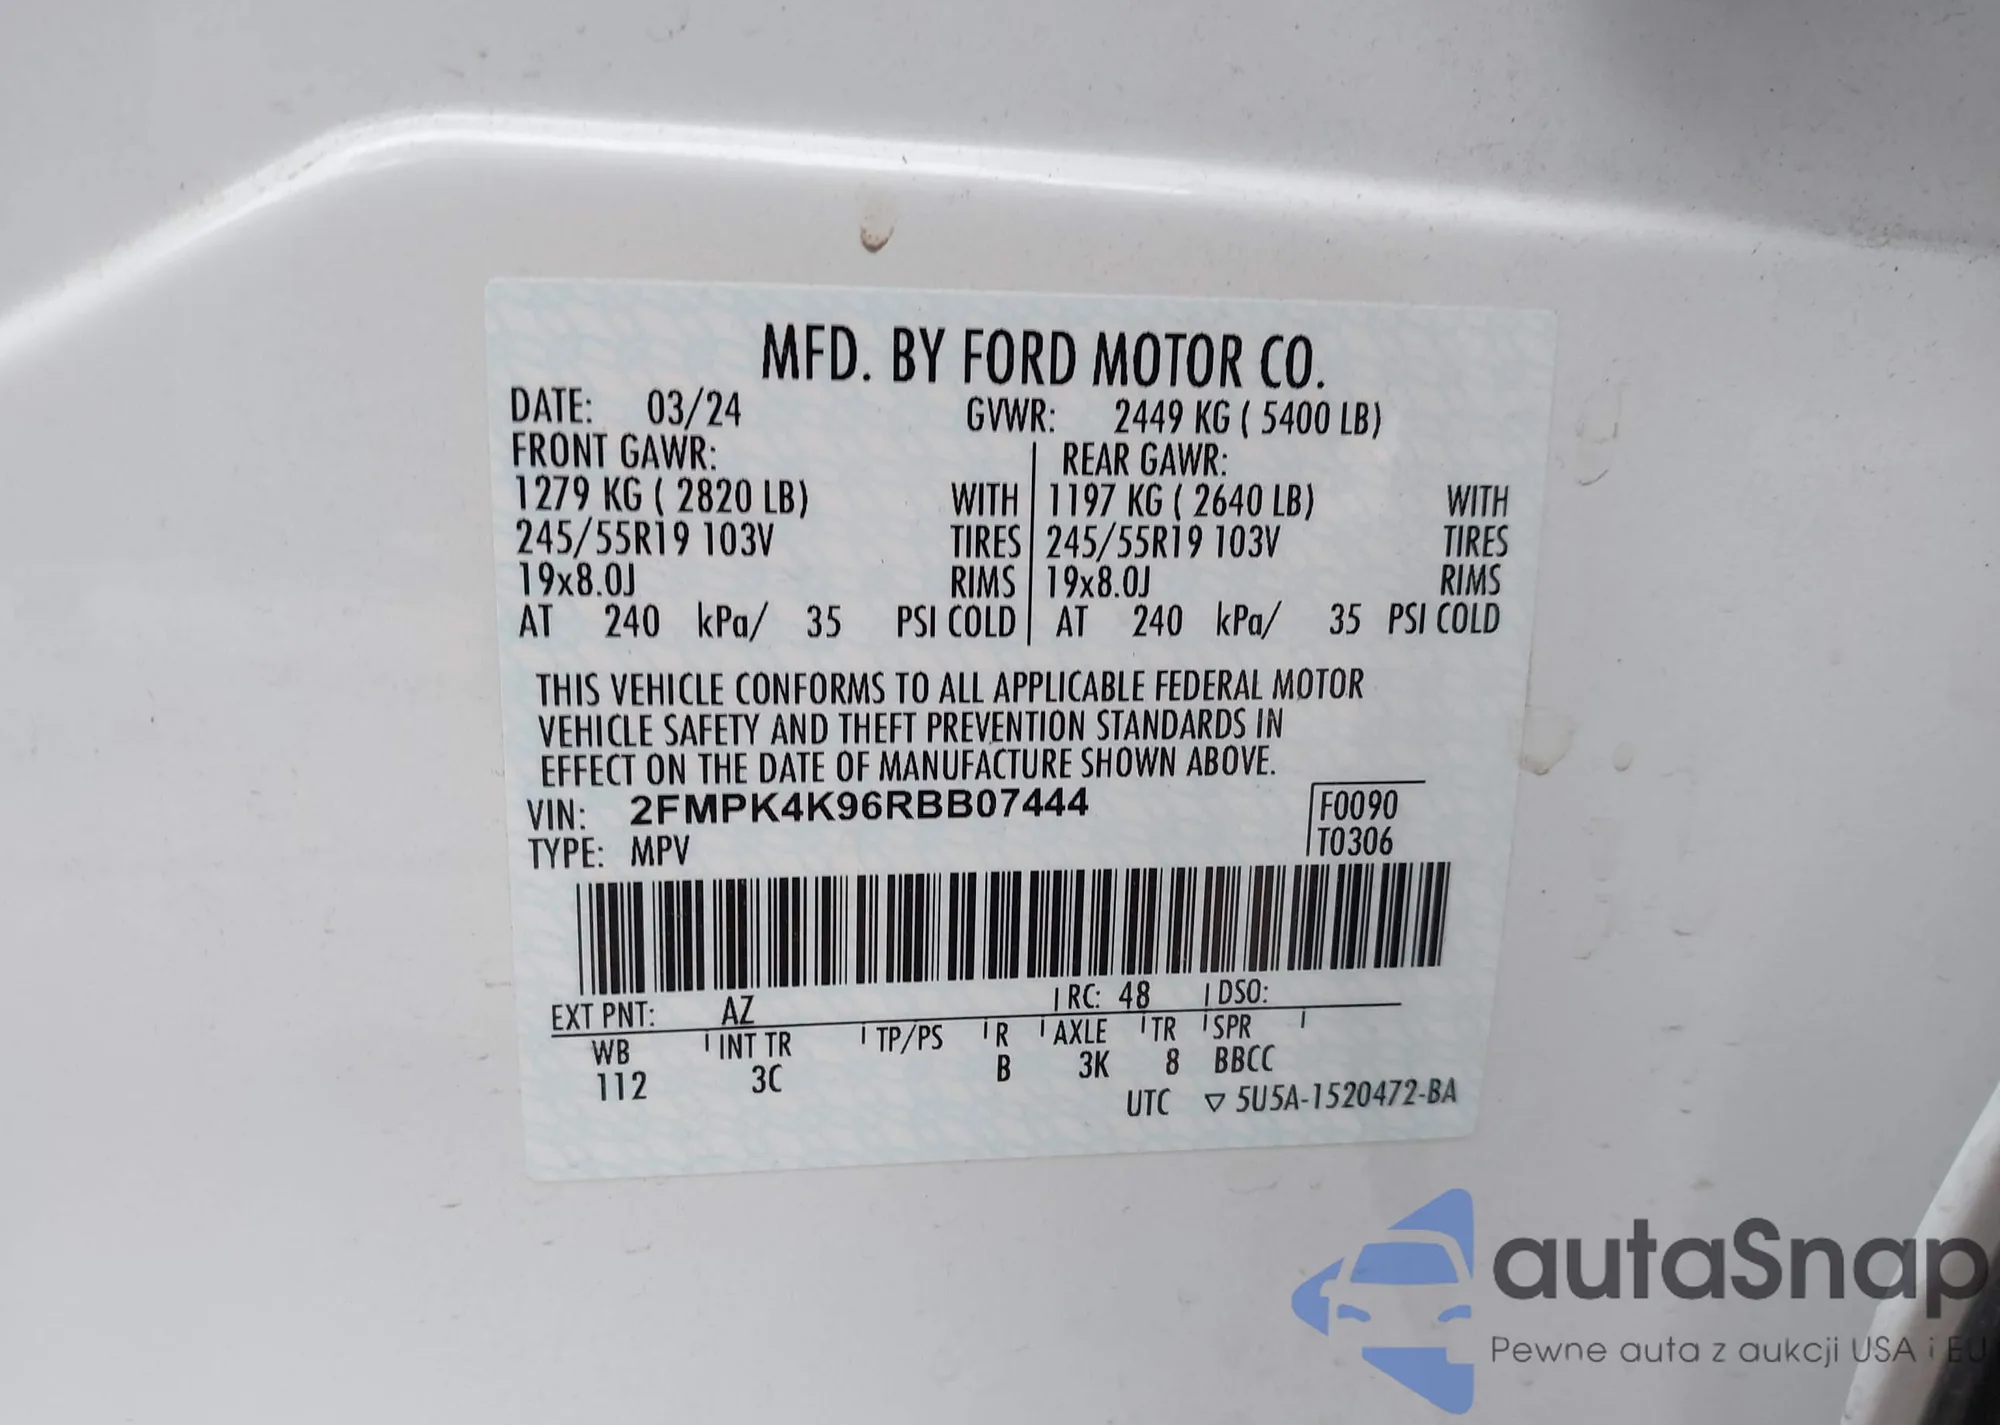 MFD. BY FORD MOTOR CO.
DATE: 03/24 GVWR: 2449 KG ( 5400 LB)
FRONT GAWR: REAR GAWR:
1279 KG ( 2820 LB) WITH 1197 KG ( 2640 LB) WITH
245/55R19 103V TIRES 245/55R19 103V TIRES
19x8.0J RIMS 19x8.0J RIMS
AT 240 kPa/ 35 PSI COLD AT 240 kPa/ 35 PSI COLD
THIS VEHICLE CONFORMS TO ALL APPLICABLE FEDERAL MOTOR
VEHICLE SAFETY AND THEFT PREVENTION STANDARDS IN
EFFECT ON THE DATE OF MANUFACTURE SHOWN ABOVE.
VIN: 2FMPK4K96RBB07444 F0090
TYPE: MPV T0306
EXT PNT: AZ RC: 48 DSO:
WB INT TR TP/PS R AXLE TR SPR
112 3C B 3K 8 BBCC
UTC ▽ 5U5A-1520472-BA
autaSnap
Pewne auta z aukcji USA i EU